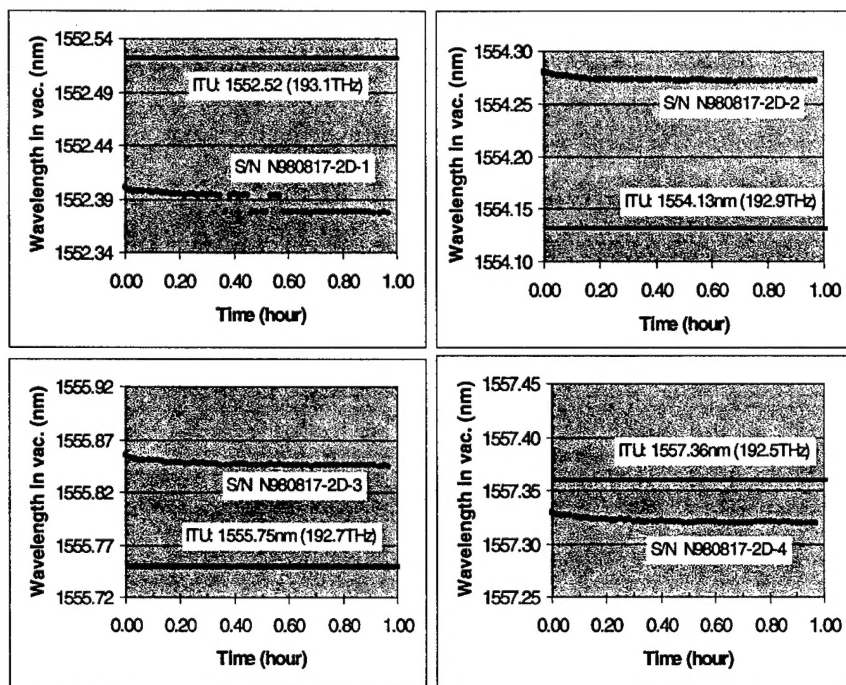 Wavelength in vac. (nm)
1552.54
1552.49
1552.44
1552.39
1552.34
ITU: 1552.52 (193.1THz)
S/N N980817-2D-1
0.00 0.20 0.40 0.60 0.80 1.00
Time (hour)
Wavelength in vac. (nm)
1554.30
1554.25
1554.20
1554.15
1554.10
S/N N980817-2D-2
ITU: 1554.13nm (192.9THz)
0.00 0.20 0.40 0.60 0.80 1.00
Time (hour)
Wavelength in vac. (nm)
1555.92
1555.87
1555.82
1555.77
1555.72
S/N N980817-2D-3
ITU: 1555.75nm (192.7THz)
0.00 0.20 0.40 0.60 0.80 1.00
Time (hour)
Wavelength in vac. (nm)
1557.45
1557.40
1557.35
1557.30
1557.25
ITU: 1557.36nm (192.5THz)
S/N N980817-2D-4
0.00 0.20 0.40 0.60 0.80 1.00
Time (hour)